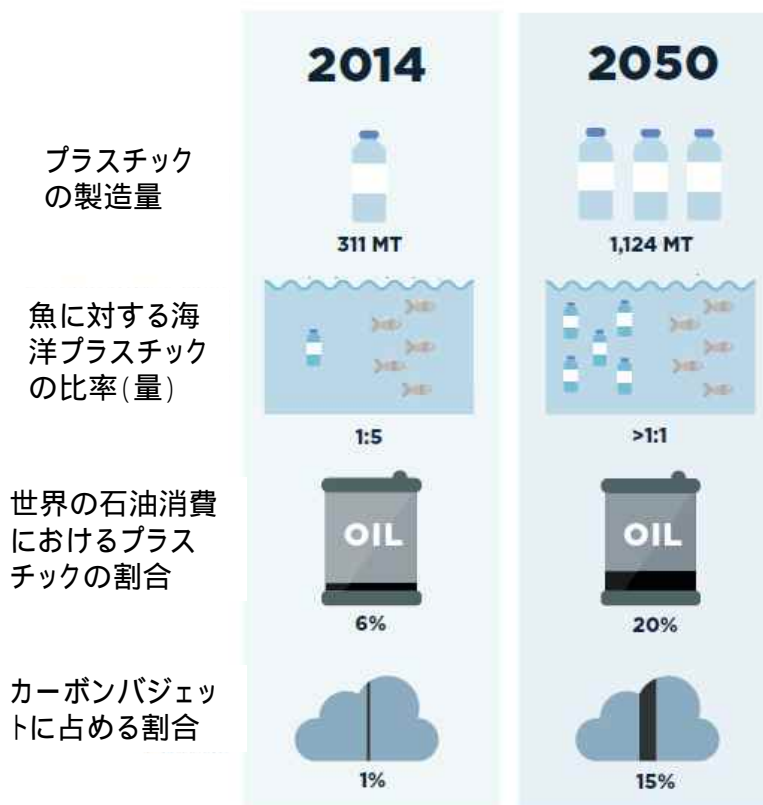 2014
2050
プラスチック
の製造量
311 MT
1,124 MT
魚に対する海
洋プラスチック
の比率(量)
1:5
>1:1
世界の石油消費
におけるプラス
チックの割合
OIL
OIL
6%
20%
カーボンバジェッ
トに占める割合
1%
15%